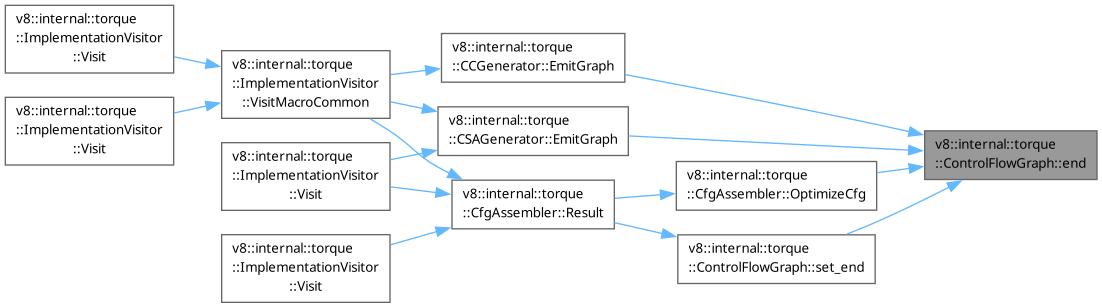 v8::internal::torque
::ImplementationVisitor
::Visit
v8::internal::torque
::ImplementationVisitor
::Visit
v8::internal::torque
::ImplementationVisitor
::VisitMacroCommon
v8::internal::torque
::ImplementationVisitor
::Visit
v8::internal::torque
::ImplementationVisitor
::Visit
v8::internal::torque
::CCGenerator::EmitGraph
v8::internal::torque
::CSAGenerator::EmitGraph
v8::internal::torque
::CfgAssembler::Result
v8::internal::torque
::CfgAssembler::OptimizeCfg
v8::internal::torque
::ControlFlowGraph::set_end
v8::internal::torque
::ControlFlowGraph::end